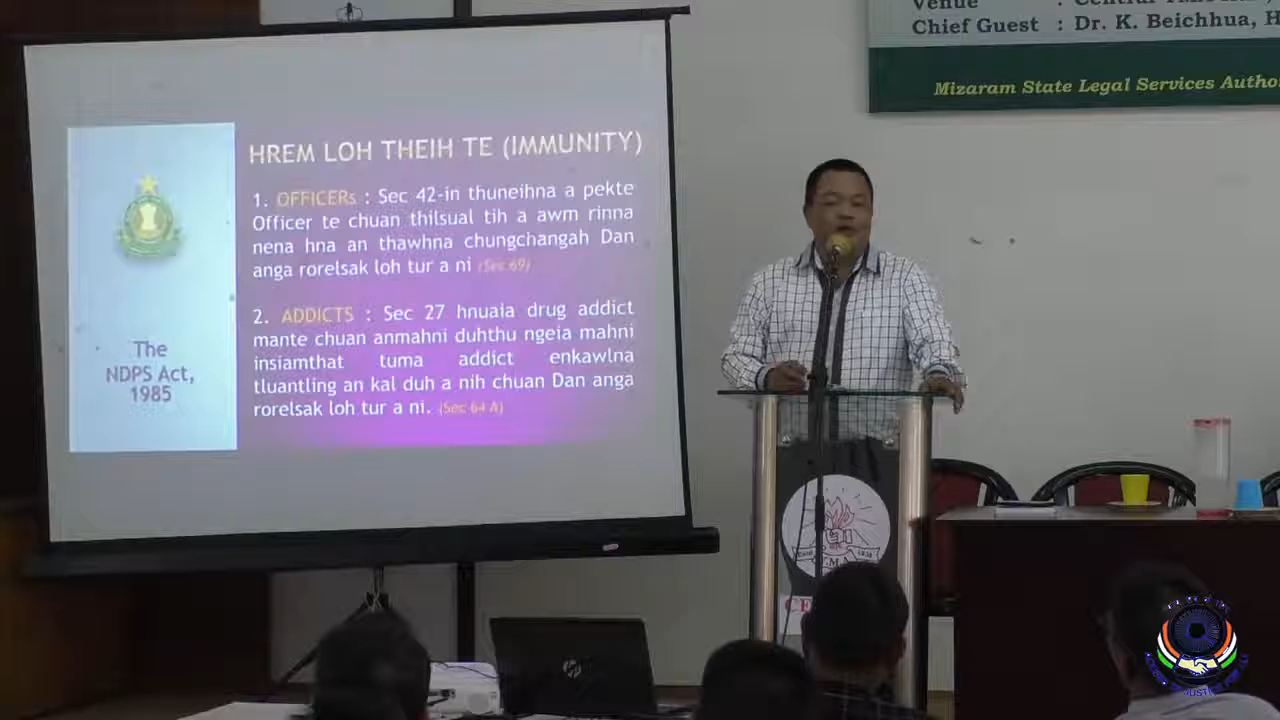 HREM LOH THEIH TE (IMMUNITY)
1. OFFICERs : Sec 42-in thuneihna a pekte
Officer te chuan thilsual tih a awm rinna
nena hna an thawhna chungchangah Dan
anga rorelsak loh tur a ni (Sec 69)
2. ADDICTS : Sec 27 hnuaia drug addict
mante chuan anmahni duhthu ngeia mahni
insiamthat tuma addict enkawlna
tluantling an kal duh a nih chuan Dan anga
rorelsak loh tur a ni. (Sec 64 A)
The
NDPS Act,
1985
Venue : Central
Chief Guest : Dr. K. Beichhua, H
Mizoram State Legal Services Autho
hp